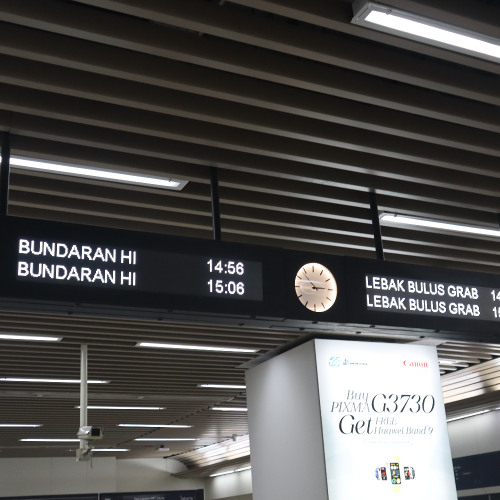 BUNDARAN HI 14:56
BUNDARAN HI 15:06
LEBAK BULUS GRAB
LEBAK BULUS GRAB
Canon
Buy
PIXMA G3730
Get FREE
Huawei Band 9